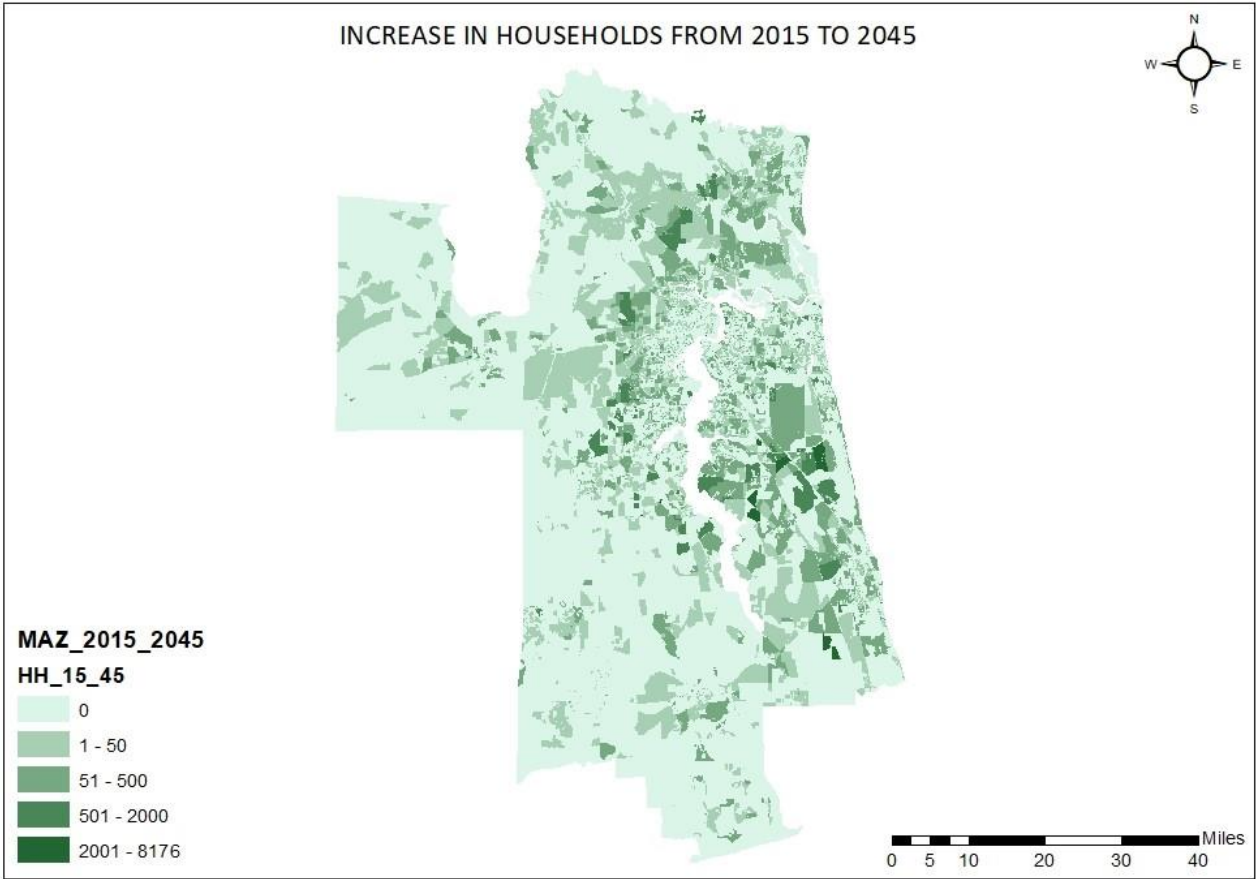 INCREASE IN HOUSEHOLDS FROM 2015 TO 2045
N
W E
S
MAZ_2015_2045
HH_15_45
0
1 - 50
51 - 500
501 - 2000
2001 - 8176
Miles
0 5 10 20 30 40